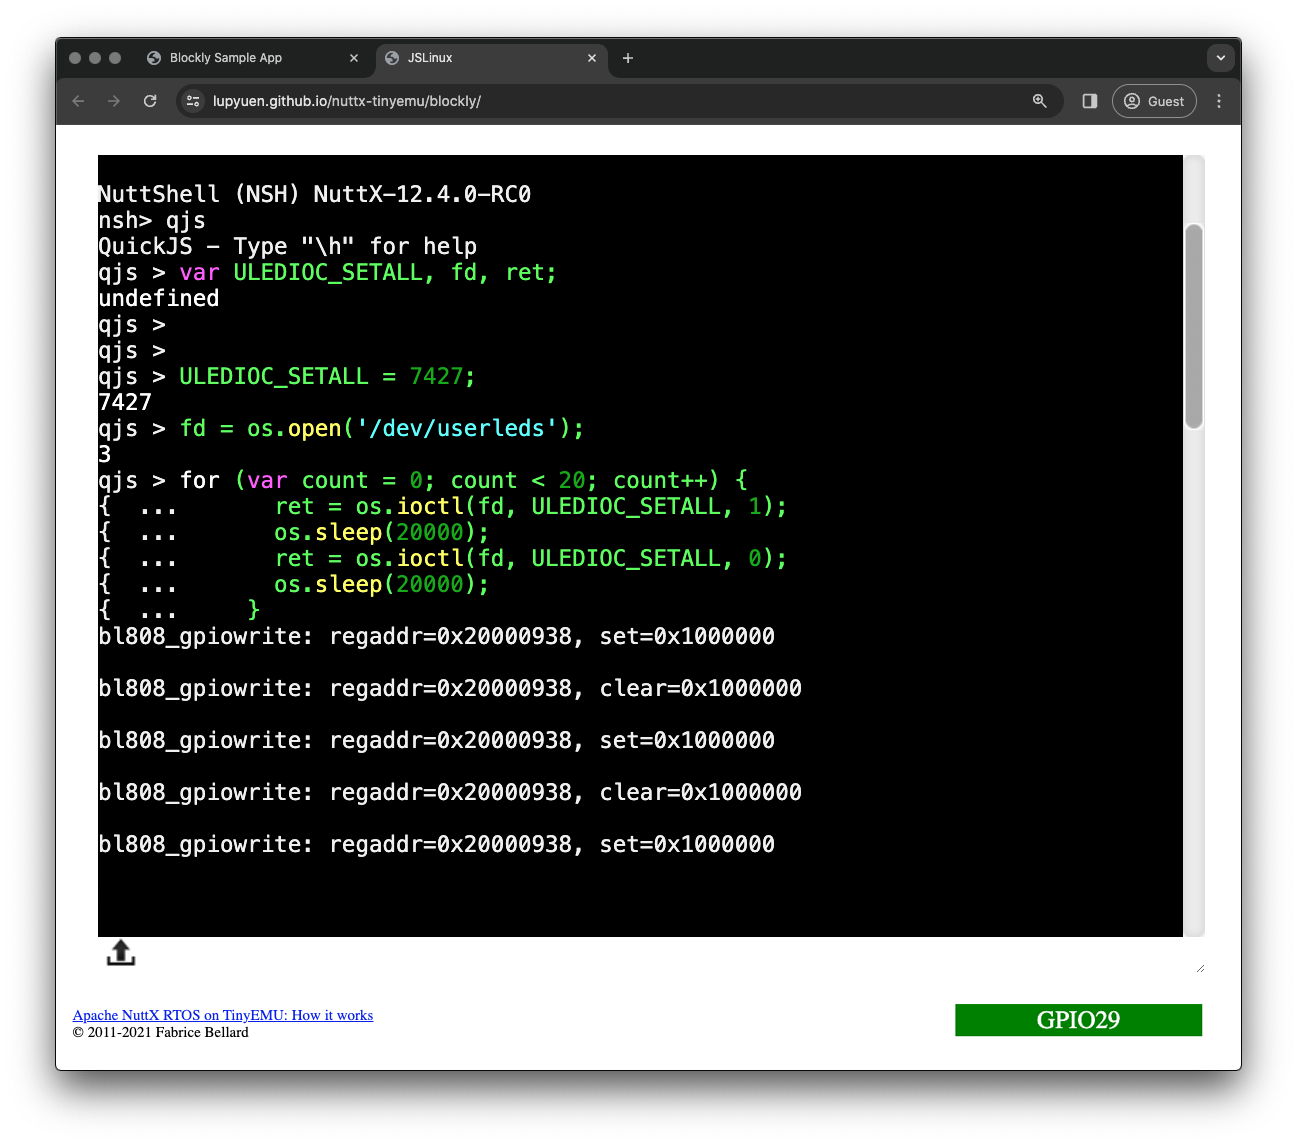 Blockly Sample App
JSLinux
lupyuen.github.io/nuttx-tinyemu/blockly/
Guest
NuttShell (NSH) NuttX-12.4.0-RC0
nsh> qjs
QuickJS - Type "\h" for help
qjs > var ULEDIOC_SETALL, fd, ret;
undefined
qjs >
qjs >
qjs > ULEDIOC_SETALL = 7427;
7427
qjs > fd = os.open('/dev/userleds');
3
qjs > for (var count = 0; count < 20; count++) {
{  ...       ret = os.ioctl(fd, ULEDIOC_SETALL, 1);
{  ...       os.sleep(20000);
{  ...       ret = os.ioctl(fd, ULEDIOC_SETALL, 0);
{  ...       os.sleep(20000);
{  ...     }
bl808_gpiowrite: regaddr=0x20000938, set=0x1000000
bl808_gpiowrite: regaddr=0x20000938, clear=0x1000000
bl808_gpiowrite: regaddr=0x20000938, set=0x1000000
bl808_gpiowrite: regaddr=0x20000938, clear=0x1000000
bl808_gpiowrite: regaddr=0x20000938, set=0x1000000
Apache NuttX RTOS on TinyEMU: How it works
© 2011-2021 Fabrice Bellard
GPIO29